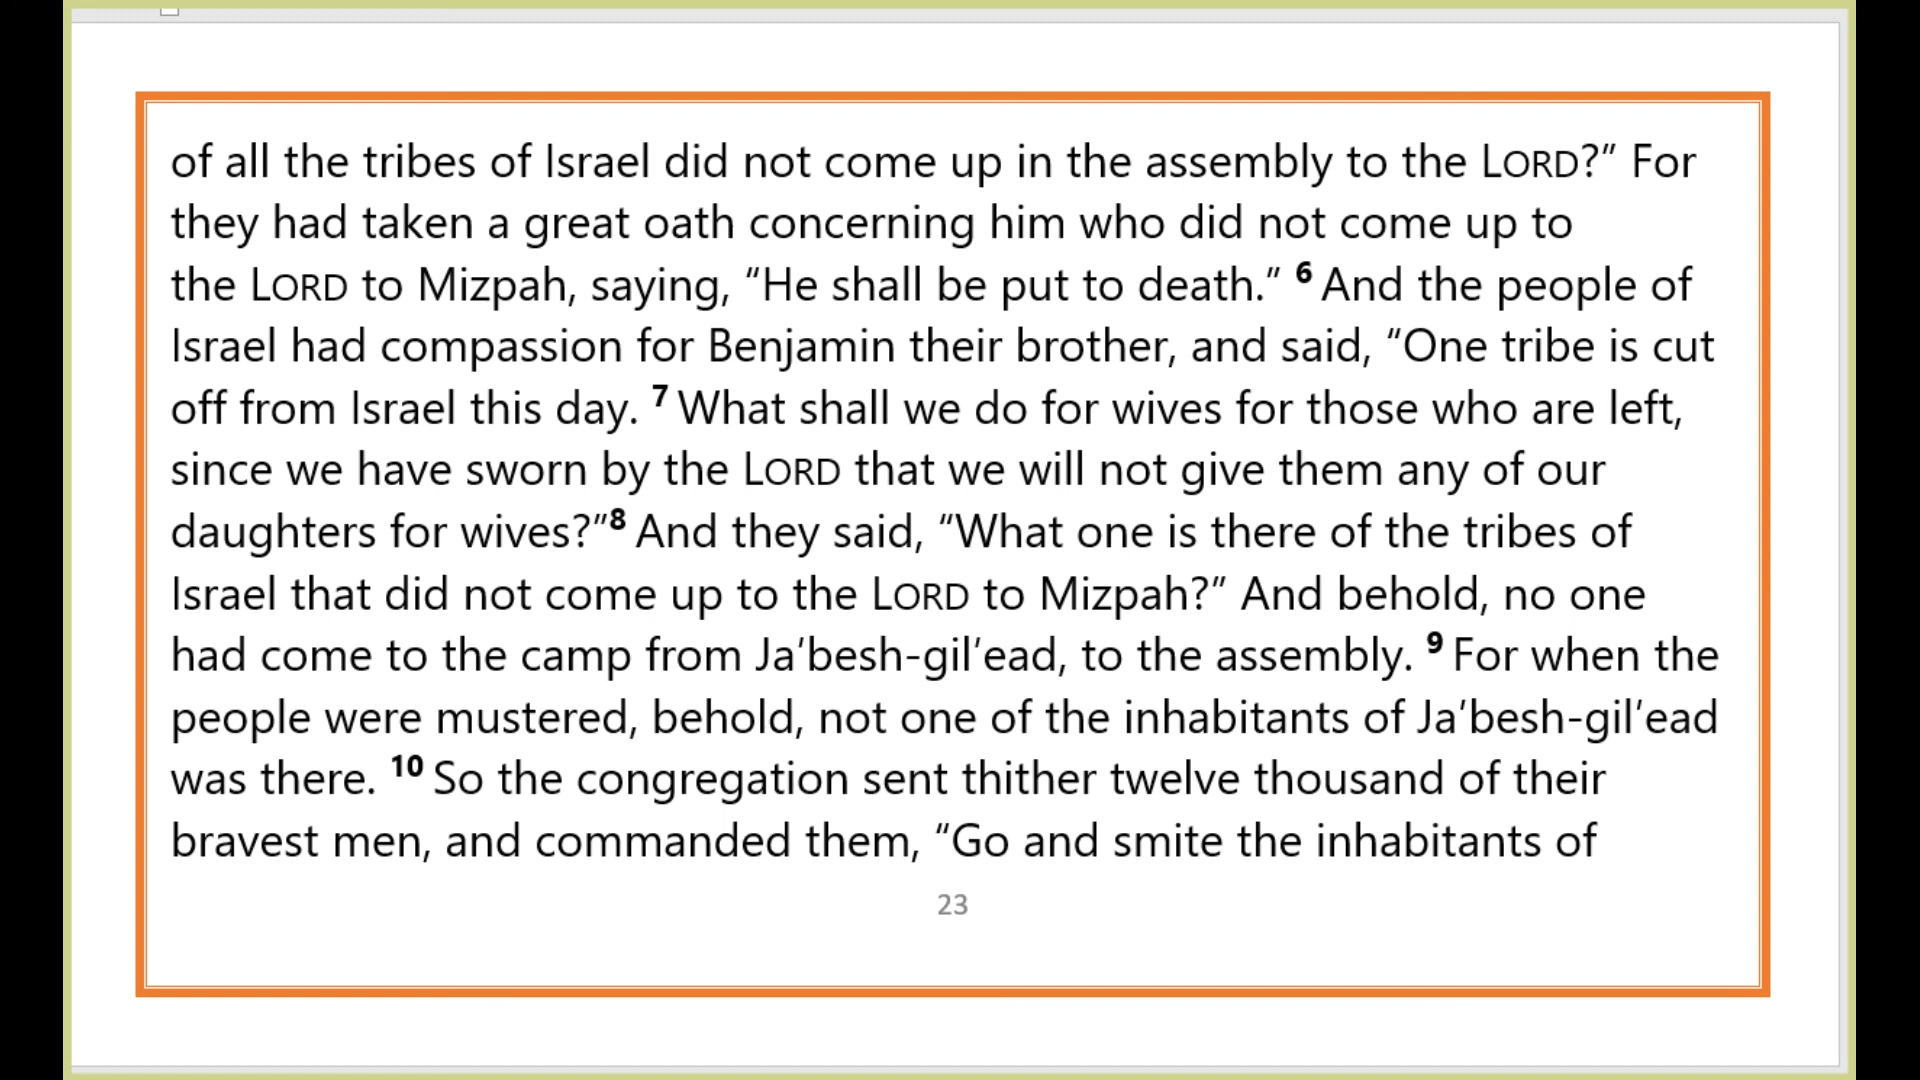 of all the tribes of Israel did not come up in the assembly to the LORD?” For
they had taken a great oath concerning him who did not come up to
the LORD to Mizpah, saying, “He shall be put to death.” 6 And the people of
Israel had compassion for Benjamin their brother, and said, “One tribe is cut
off from Israel this day. 7 What shall we do for wives for those who are left,
since we have sworn by the LORD that we will not give them any of our
daughters for wives?”8 And they said, “What one is there of the tribes of
Israel that did not come up to the LORD to Mizpah?” And behold, no one
had come to the camp from Ja′besh-gil′ead, to the assembly. 9 For when the
people were mustered, behold, not one of the inhabitants of Ja′besh-gil′ead
was there. 10 So the congregation sent thither twelve thousand of their
bravest men, and commanded them, “Go and smite the inhabitants of
23